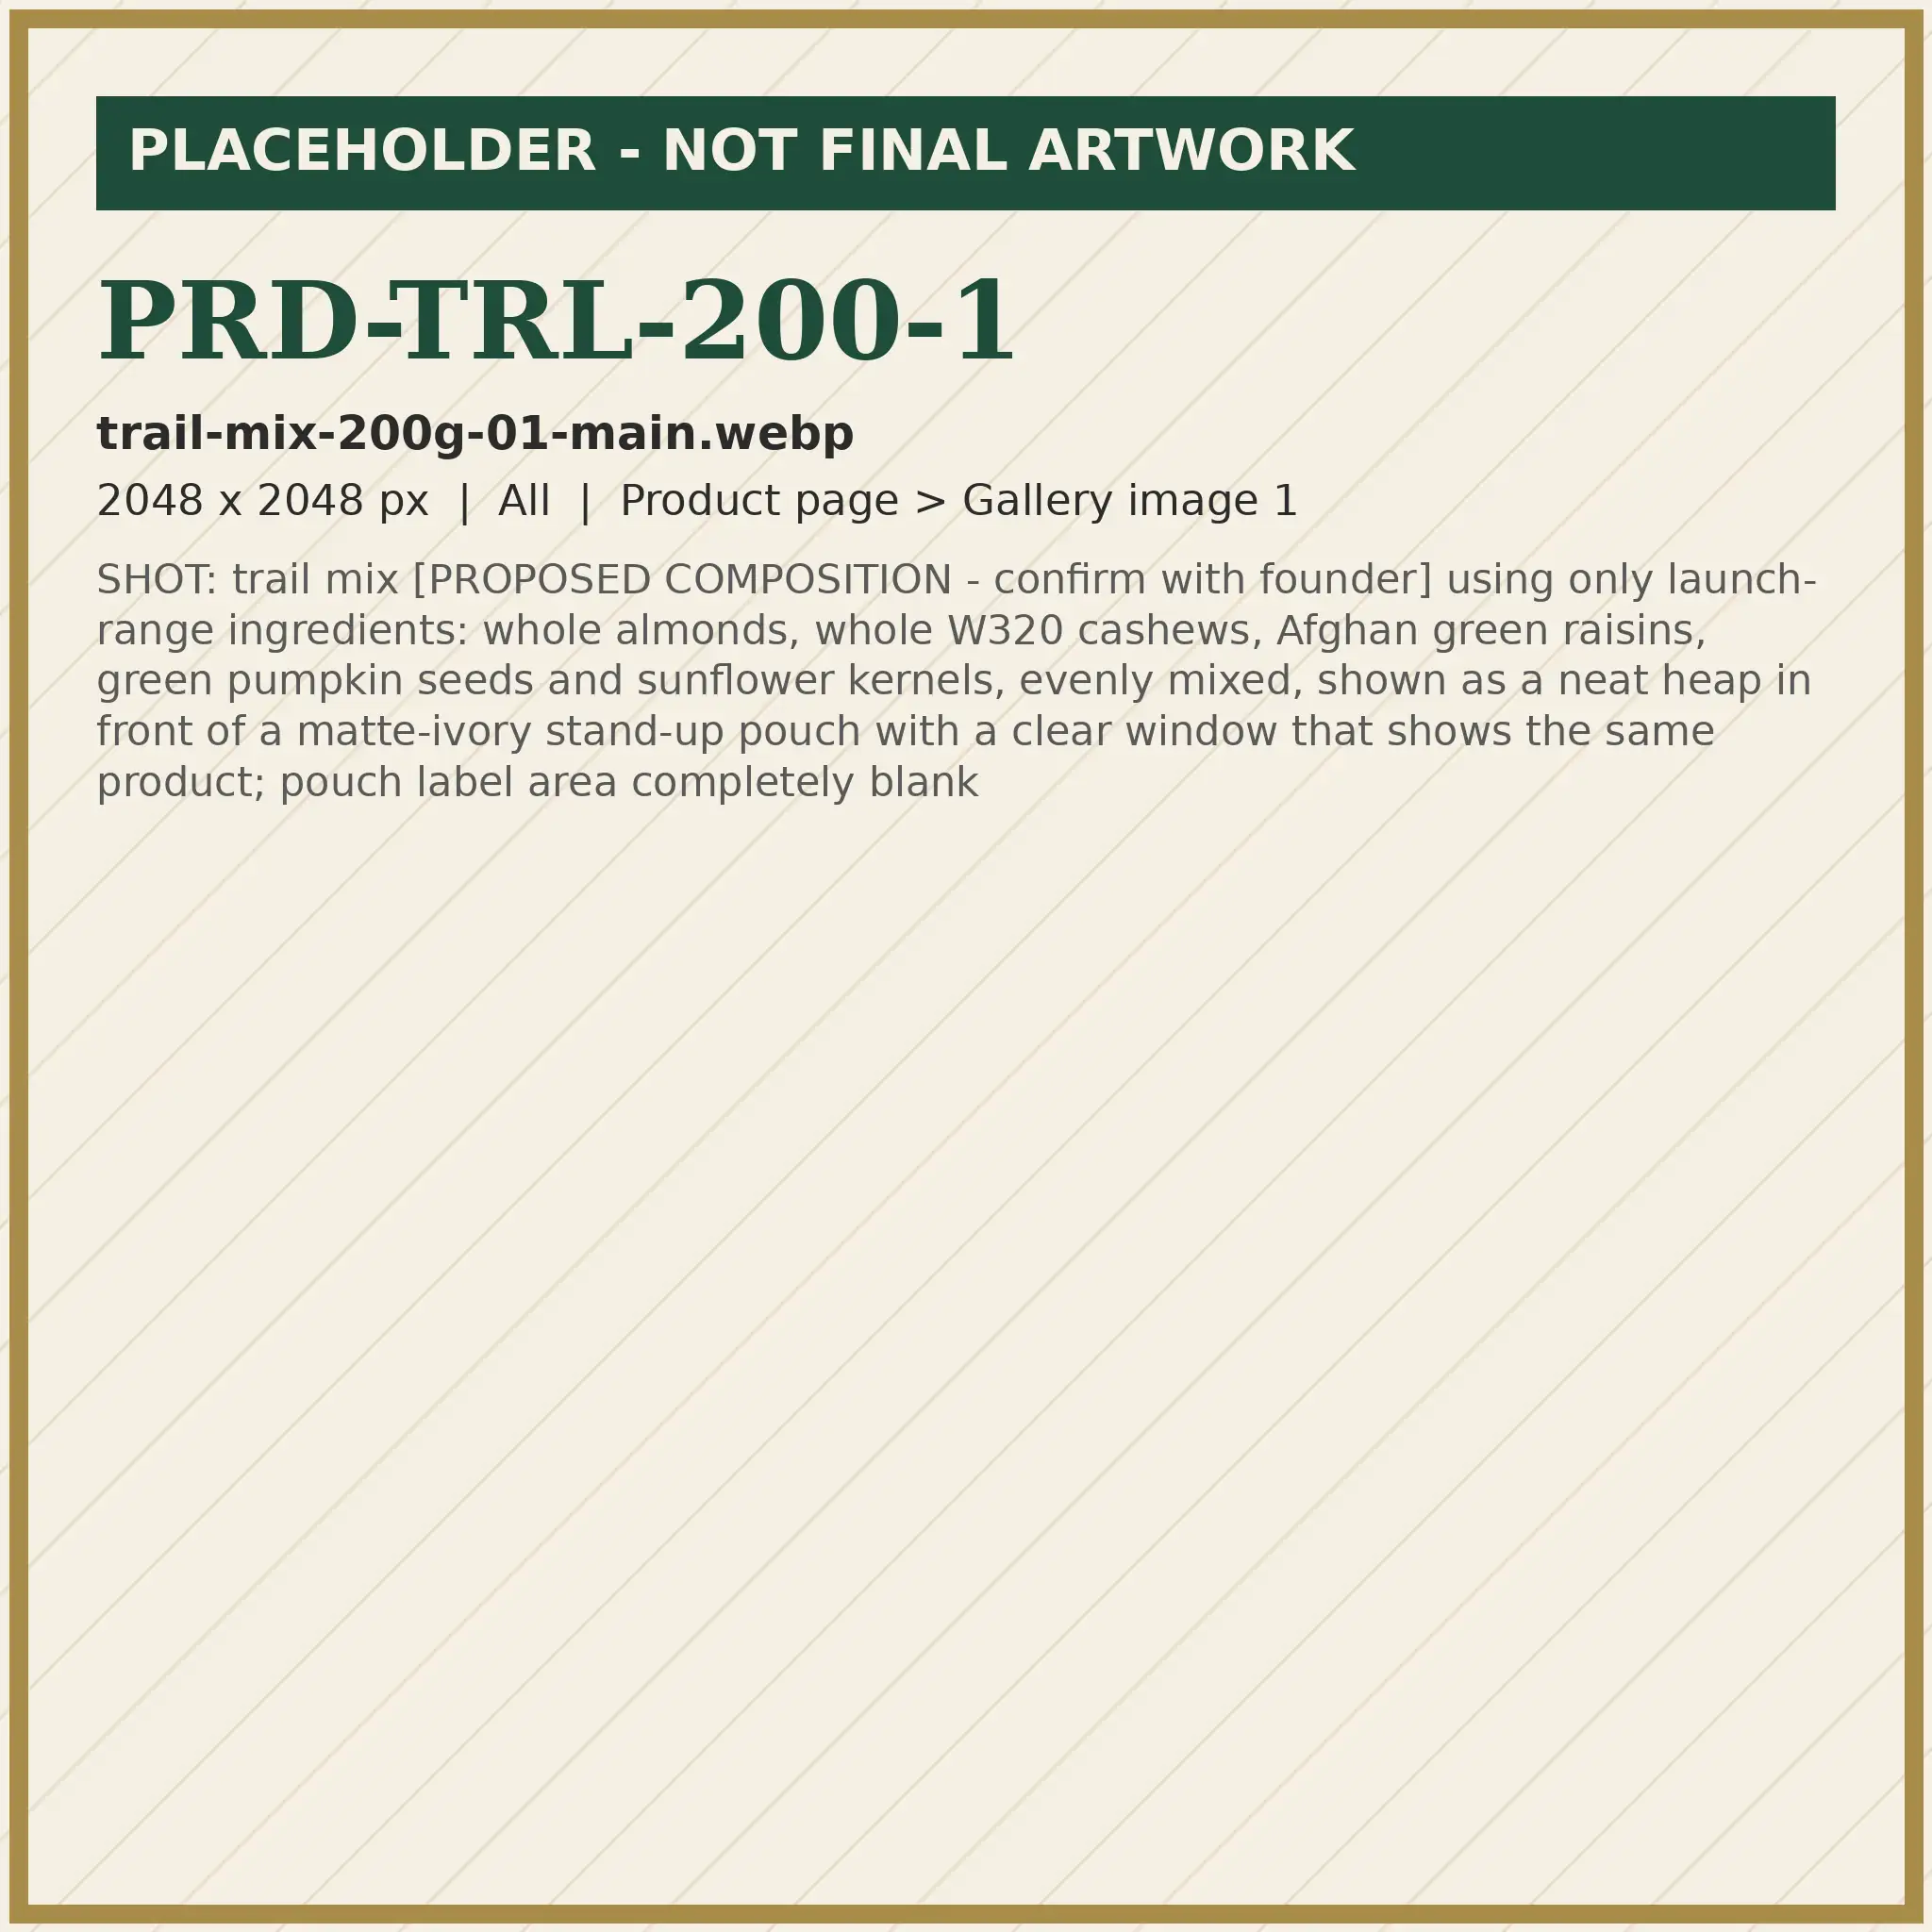 PLACEHOLDER - NOT FINAL ARTWORK
PRD-TRL-200-1
trail-mix-200g-01-main.webp
2048 x 2048 px | All | Product page > Gallery image 1
SHOT: trail mix [PROPOSED COMPOSITION - confirm with founder] using only launch-
range ingredients: whole almonds, whole W320 cashews, Afghan green raisins,
green pumpkin seeds and sunflower kernels, evenly mixed, shown as a neat heap in
front of a matte-ivory stand-up pouch with a clear window that shows the same
product; pouch label area completely blank